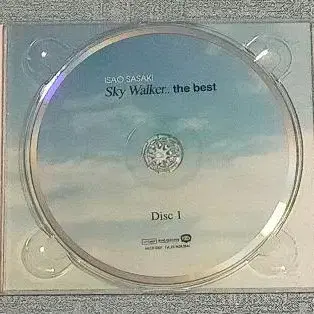 ISAO SASAKI
Sky Walker.. the best
Disc 1